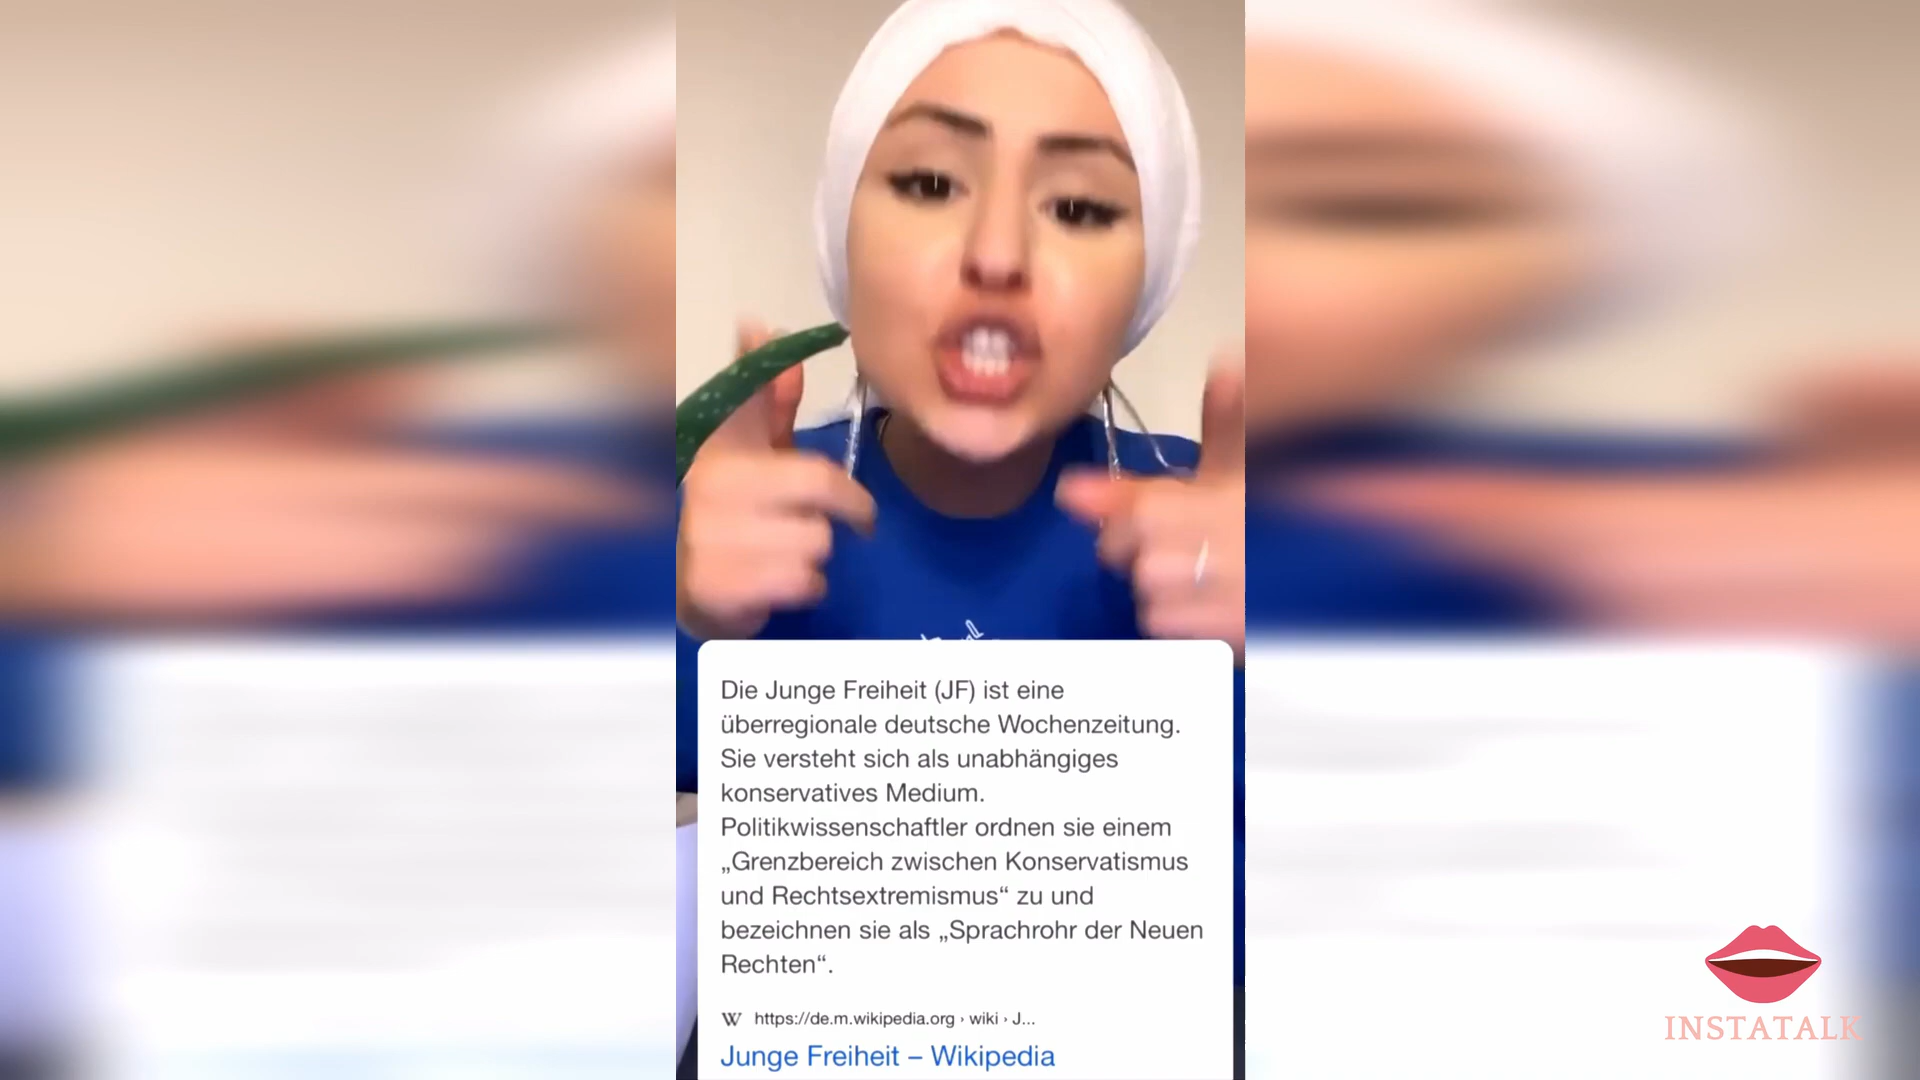 Die Junge Freiheit (JF) ist eine
überregionale deutsche Wochenzeitung.
Sie versteht sich als unabhängiges
konservatives Medium.
Politikwissenschaftler ordnen sie einem
„Grenzbereich zwischen Konservatismus
und Rechtsextremismus“ zu und
bezeichnen sie als „Sprachrohr der Neuen
Rechten“.
W https://de.m.wikipedia.org › wiki › J...
Junge Freiheit – Wikipedia
INSTATALK